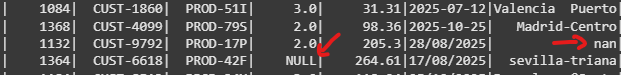 |    1084|  CUST-1860|  PROD-51I|   3.0|    31.31|2025-07-12|Valencia  Puerto|
|    1368|  CUST-4099|  PROD-79S|   2.0|    98.36|2025-10-25|   Madrid-Centro|
|    1132|  CUST-9792|  PROD-17P|   2.0|    205.3|28/08/2025|             nan|
|    1364|  CUST-6618|  PROD-42F|  NULL|   264.61|17/08/2025|  sevilla-triana|